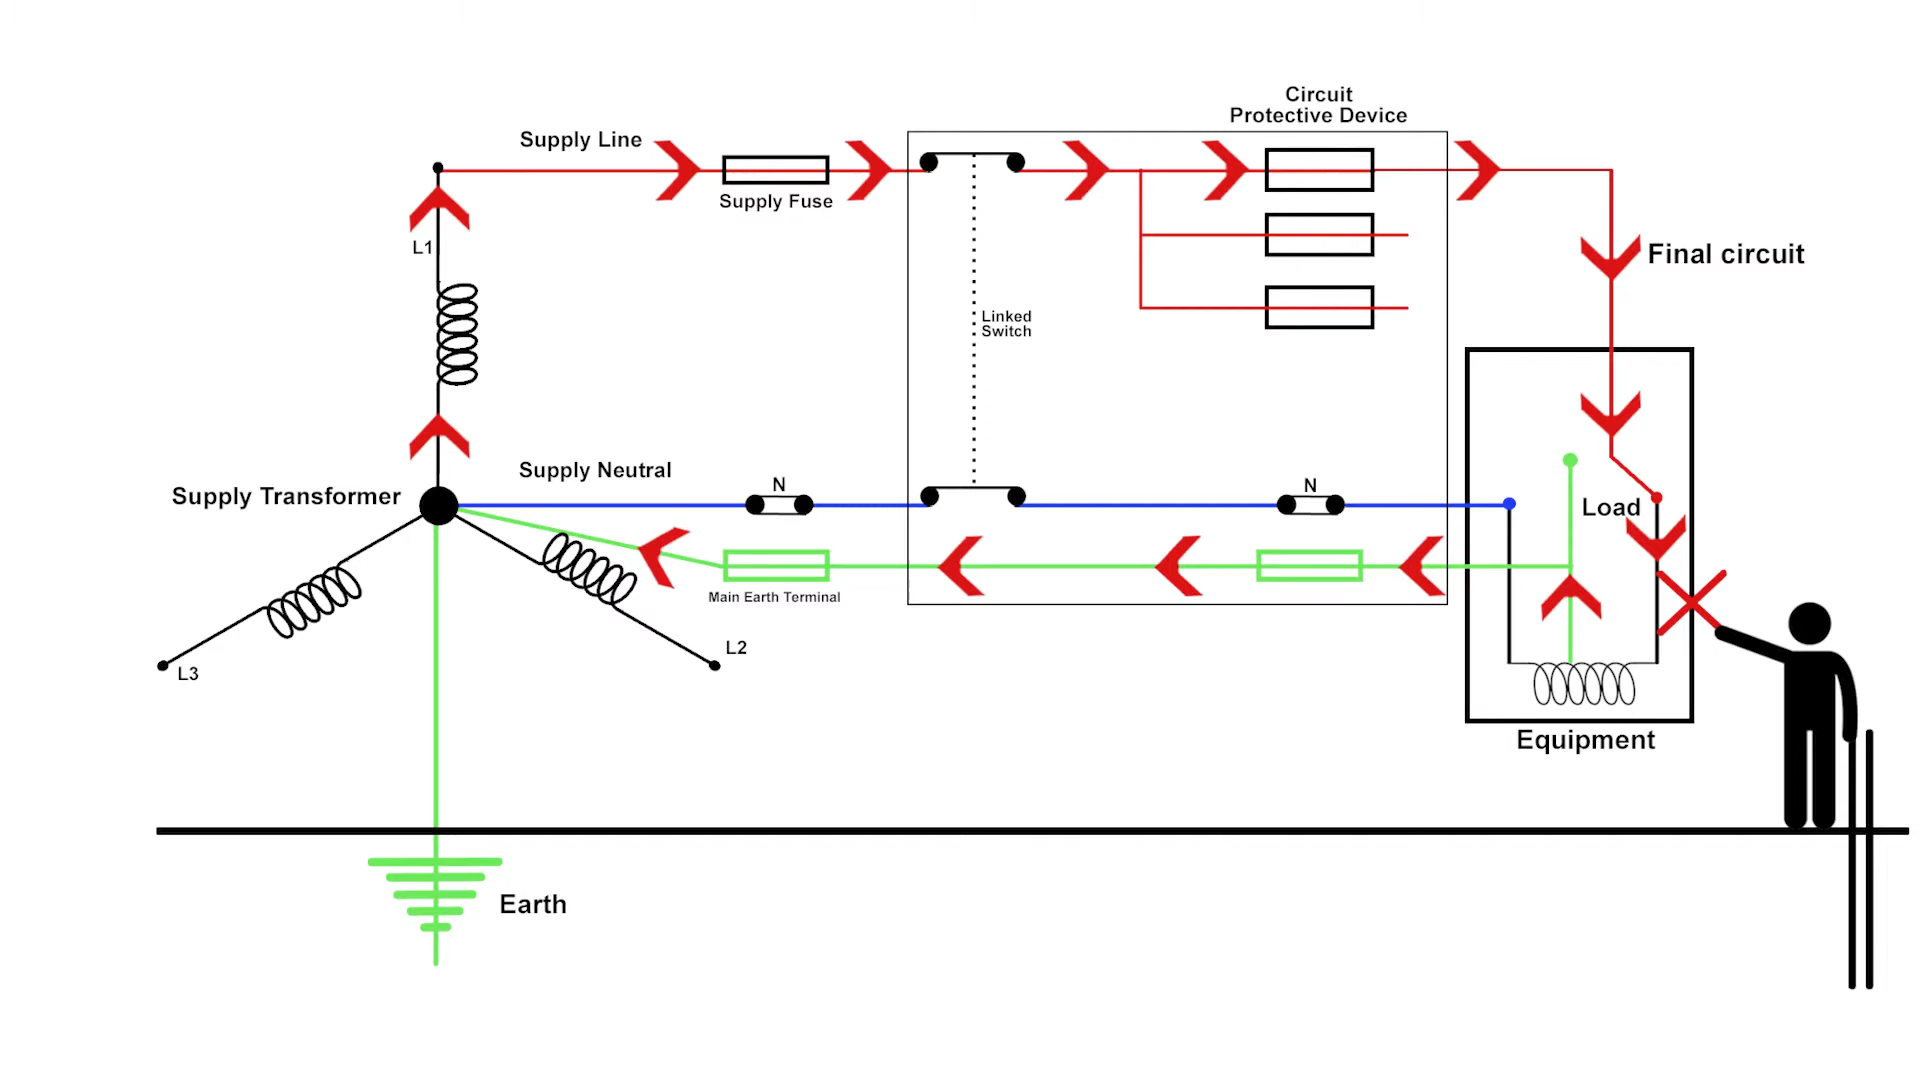 Circuit
Protective Device
Supply Line
Supply Fuse
L1
Final circuit
Linked
Switch
Supply Neutral
N
N
Supply Transformer
Load
Main Earth Terminal
L2
L3
Equipment
Earth